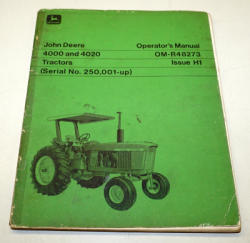 John Deere Operator's Manual
4000 and 4020 OM-R48273
Tractors Issue H1
(Serial No. 250,001-up)